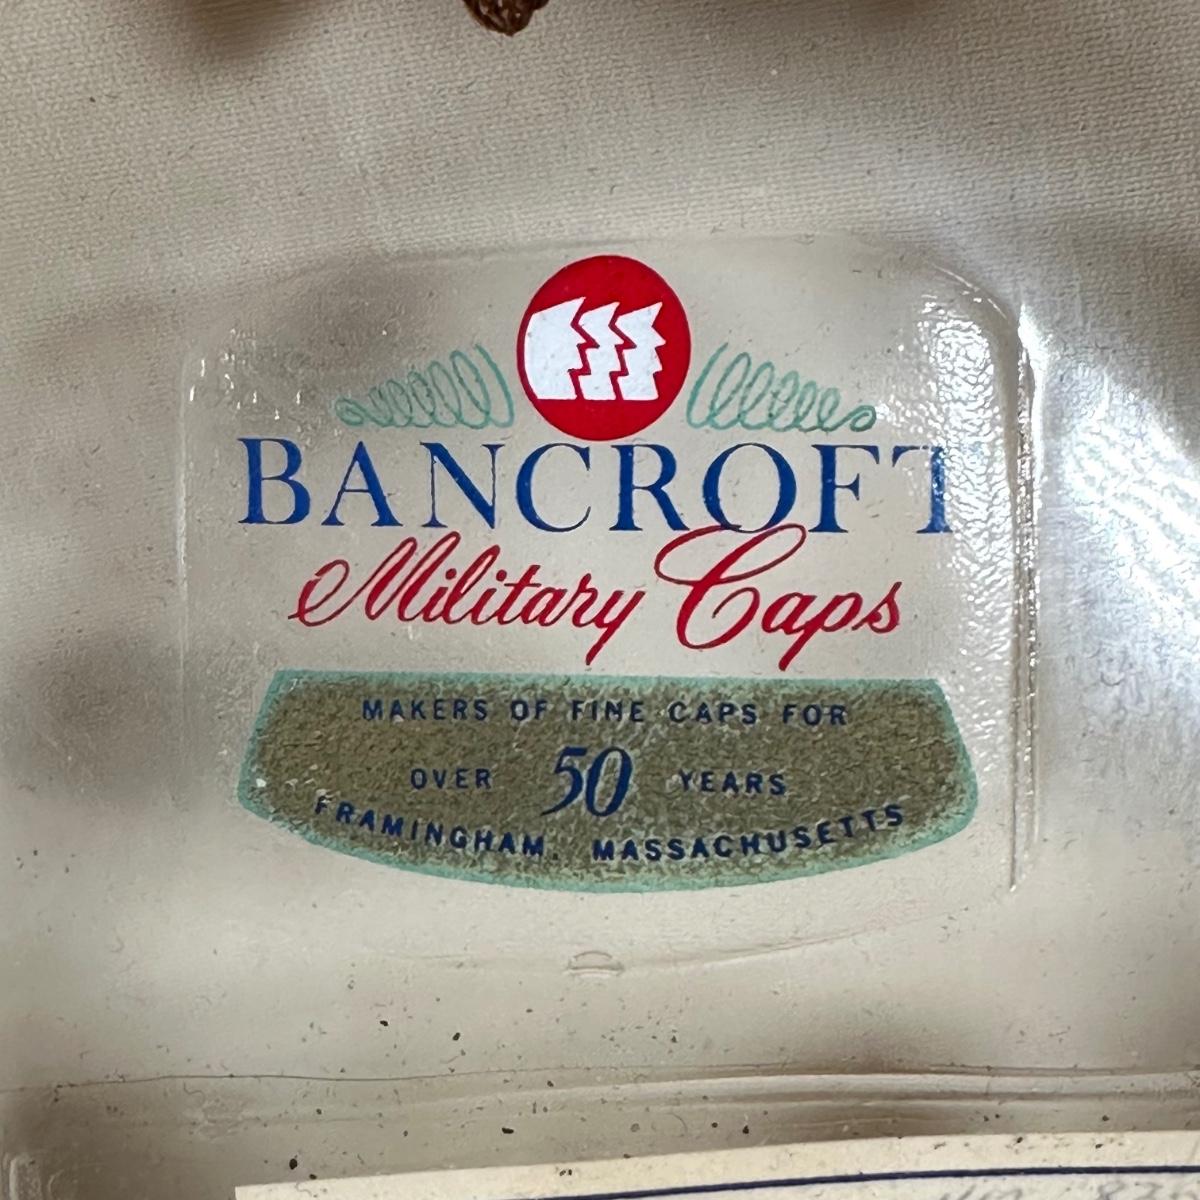 BANCROFT
Military Caps
MAKERS OF FINE CAPS FOR
OVER 50 YEARS
FRAMINGHAM, MASSACHUSETTS